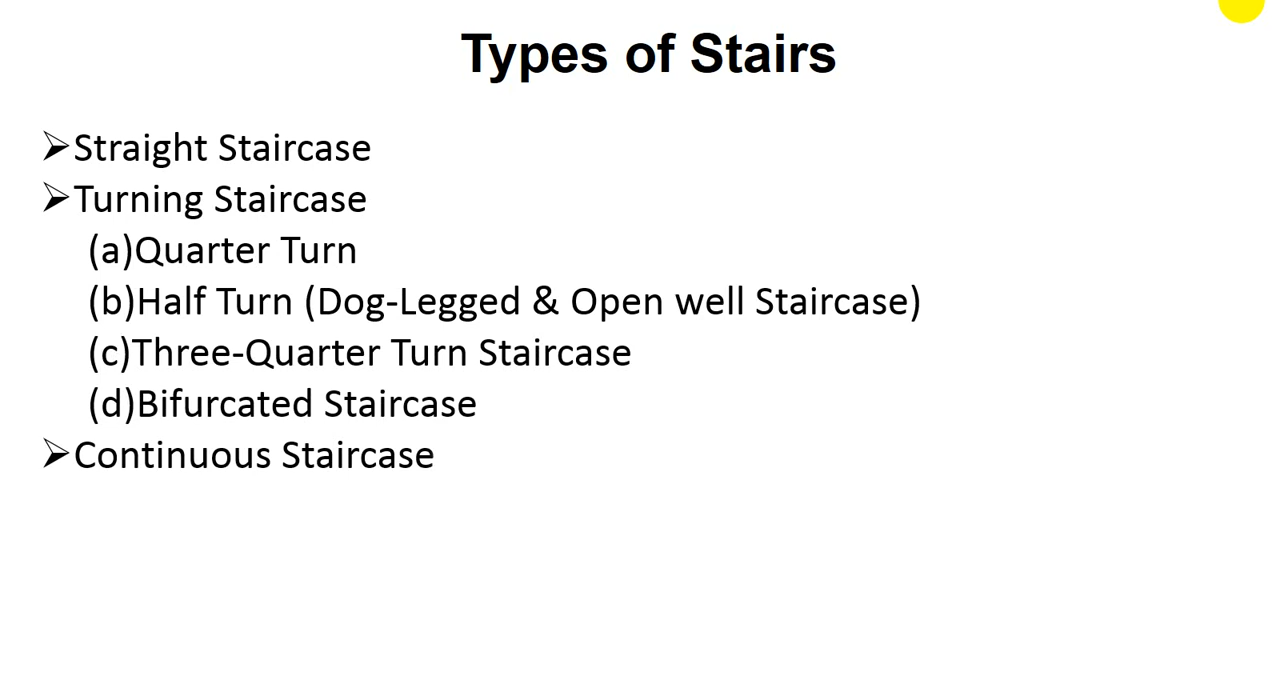 Types of Stairs
➢Straight Staircase
➢Turning Staircase
(a)Quarter Turn
(b)Half Turn (Dog-Legged & Open well Staircase)
(c)Three-Quarter Turn Staircase
(d)Bifurcated Staircase
➢Continuous Staircase